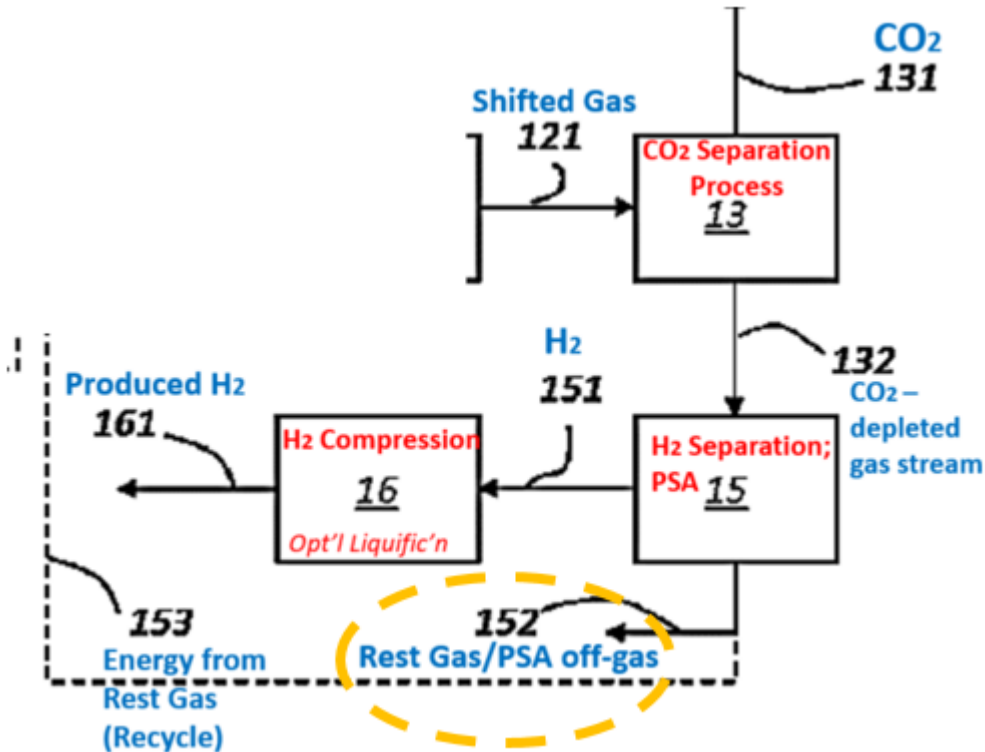 CO₂
131
Shifted Gas
121
CO₂ Separation
Process
13
132
CO₂ –
depleted
gas stream
H₂
151
Produced H₂
161
H₂ Compression
16
Opt'l Liquific'n
H₂ Separation;
PSA
15
152
Rest Gas/PSA off-gas
153
Energy from
Rest Gas
(Recycle)